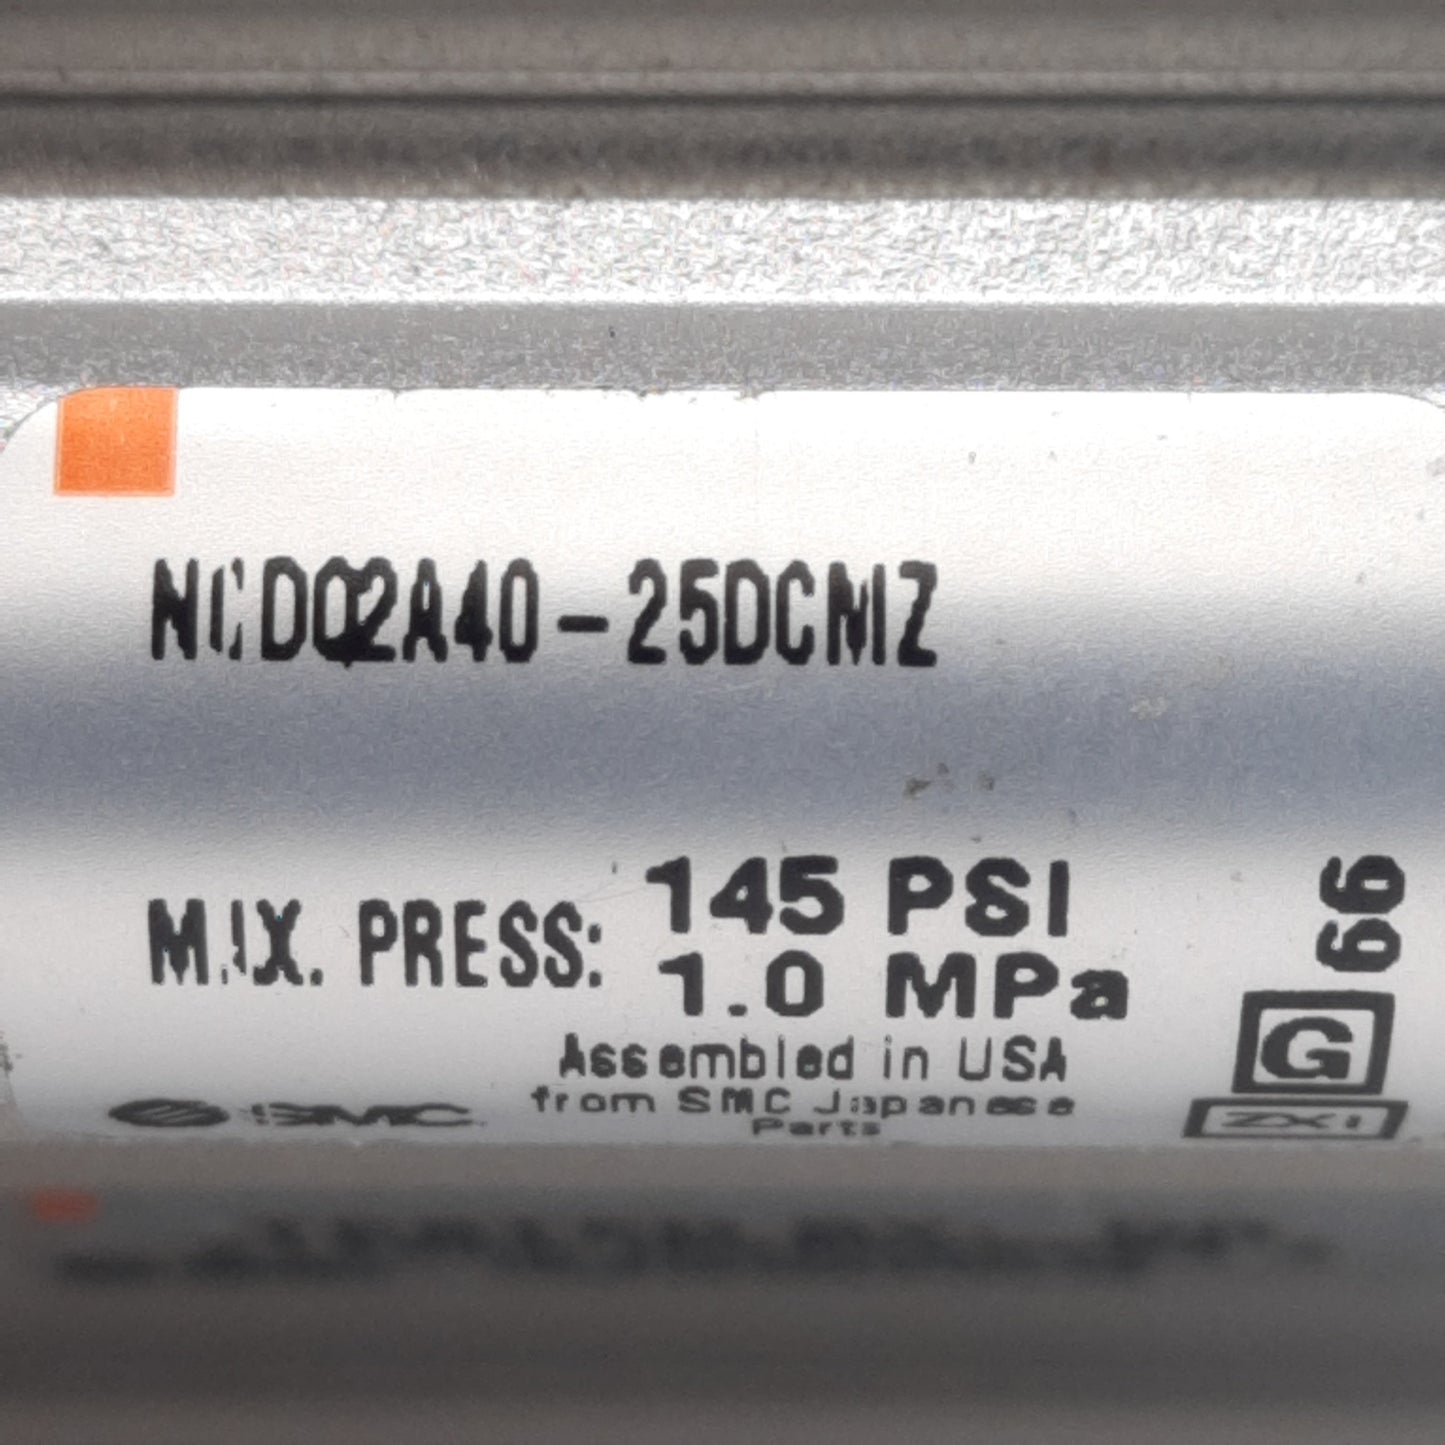 NCDQ2A40-25DCMZ
MAX. PRESS: 145 PSI
1.0 MPa
Assembled in USA
from SMC Japanese
Parts
SMC
66
G